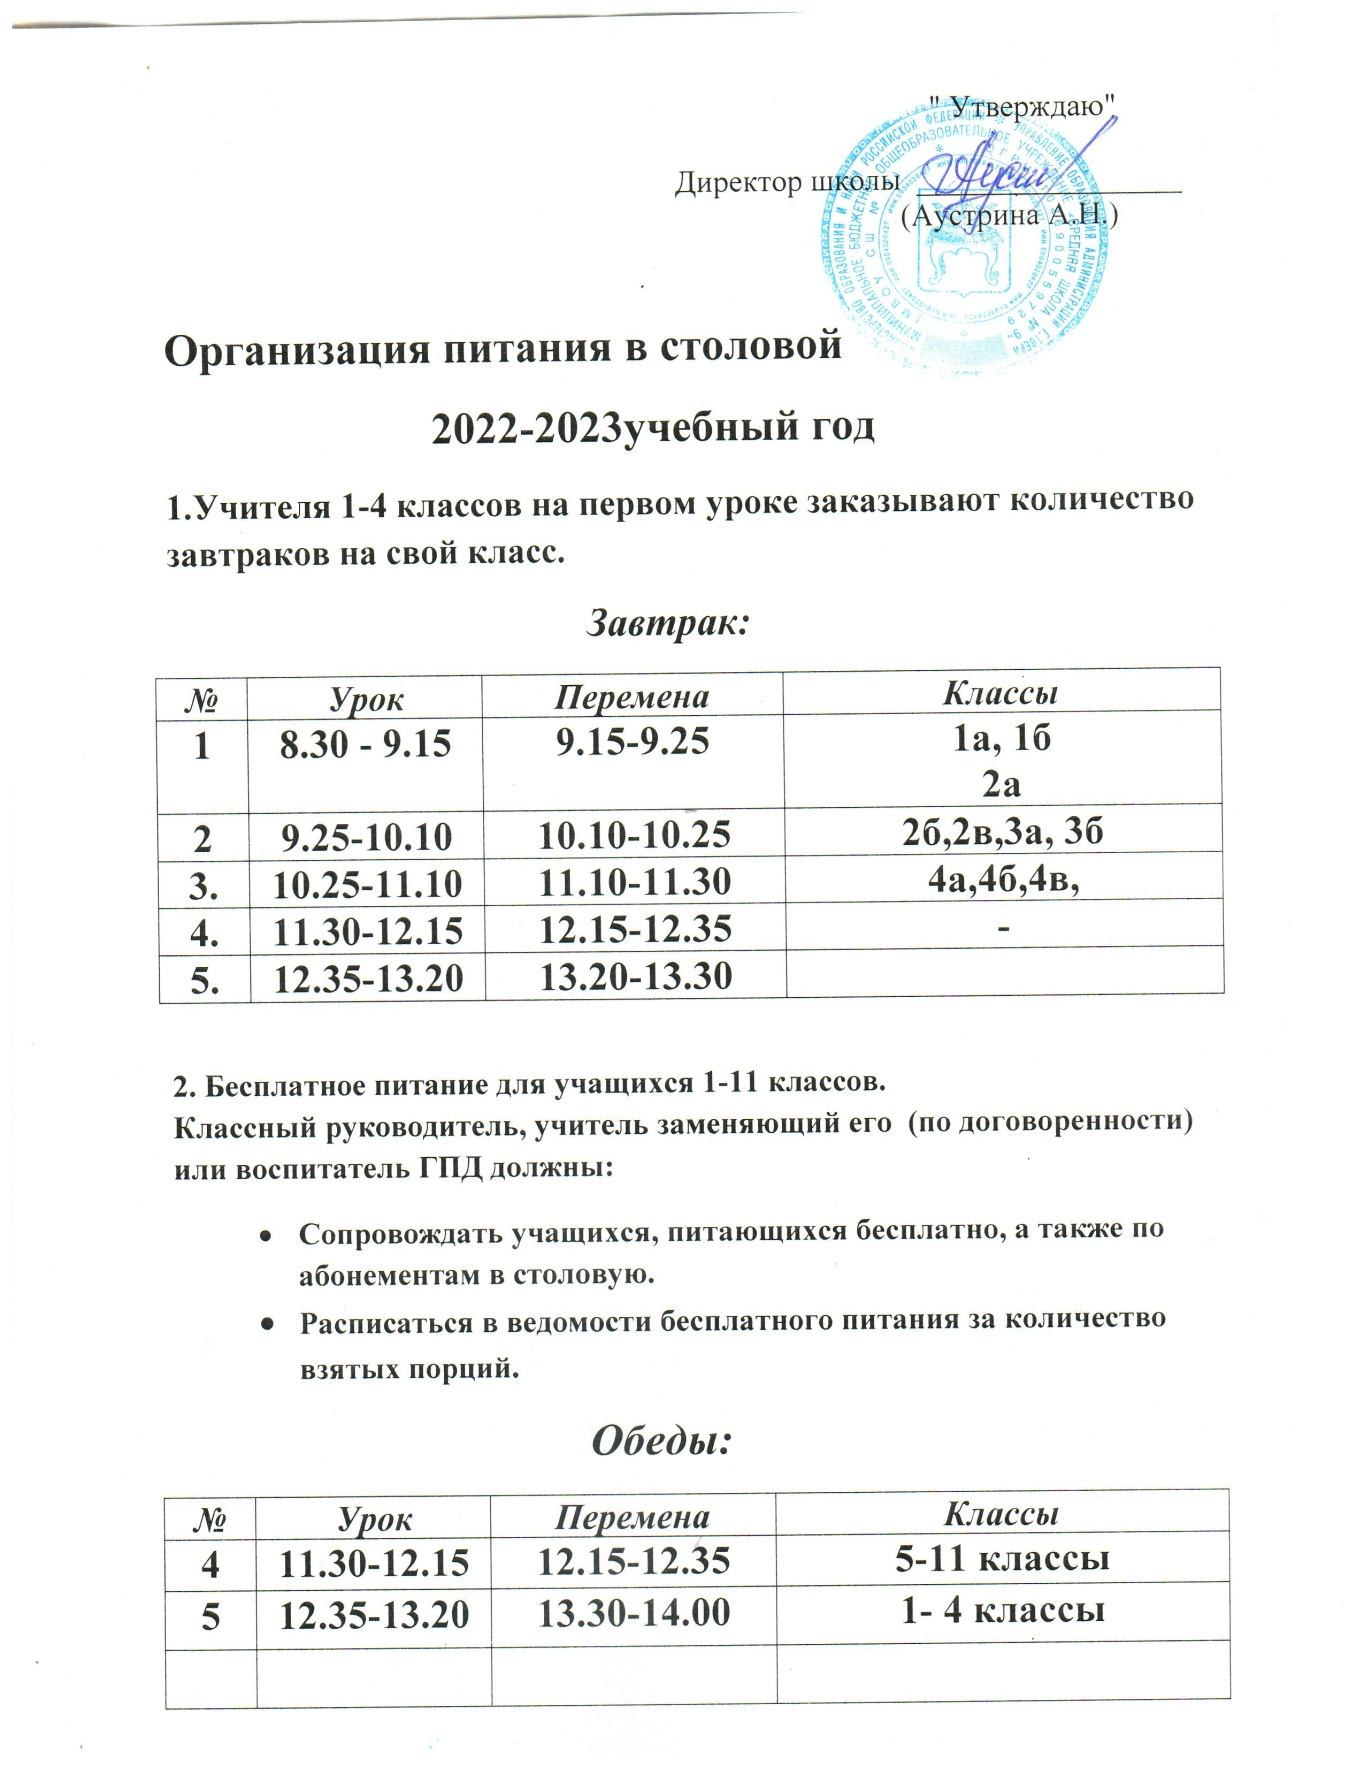 " Утверждаю"
Директор школы
(Аустрина А.Н.)
Организация питания в столовой
2022-2023учебный год
1.Учителя 1-4 классов на первом уроке заказывают количество
завтраков на свой класс.
Завтрак:
№ Урок Перемена Классы
1 8.30 - 9.15 9.15-9.25 1а, 1б
2а
2 9.25-10.10 10.10-10.25 2б,2в,3а, 3б
3. 10.25-11.10 11.10-11.30 4а,4б,4в,
4. 11.30-12.15 12.15-12.35 -
5. 12.35-13.20 13.20-13.30
2. Бесплатное питание для учащихся 1-11 классов.
Классный руководитель, учитель заменяющий его (по договоренности)
или воспитатель ГПД должны:
• Сопровождать учащихся, питающихся бесплатно, а также по
абонементам в столовую.
• Расписаться в ведомости бесплатного питания за количество
взятых порций.
Обеды:
№ Урок Перемена Классы
4 11.30-12.15 12.15-12.35 5-11 классы
5 12.35-13.20 13.30-14.00 1- 4 классы